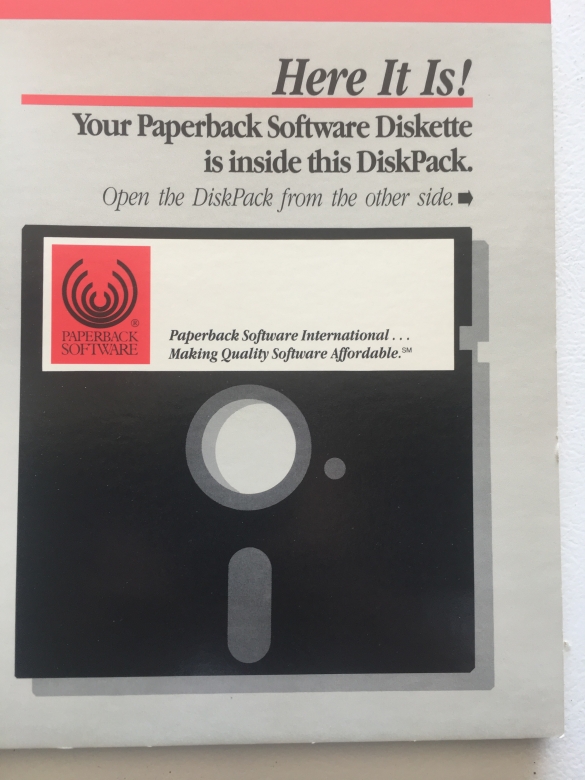 Here It Is!
Your Paperback Software Diskette
is inside this DiskPack.
Open the DiskPack from the other side. ➡
PAPERBACK
SOFTWARE®
Paperback Software International . . .
Making Quality Software Affordable.℠